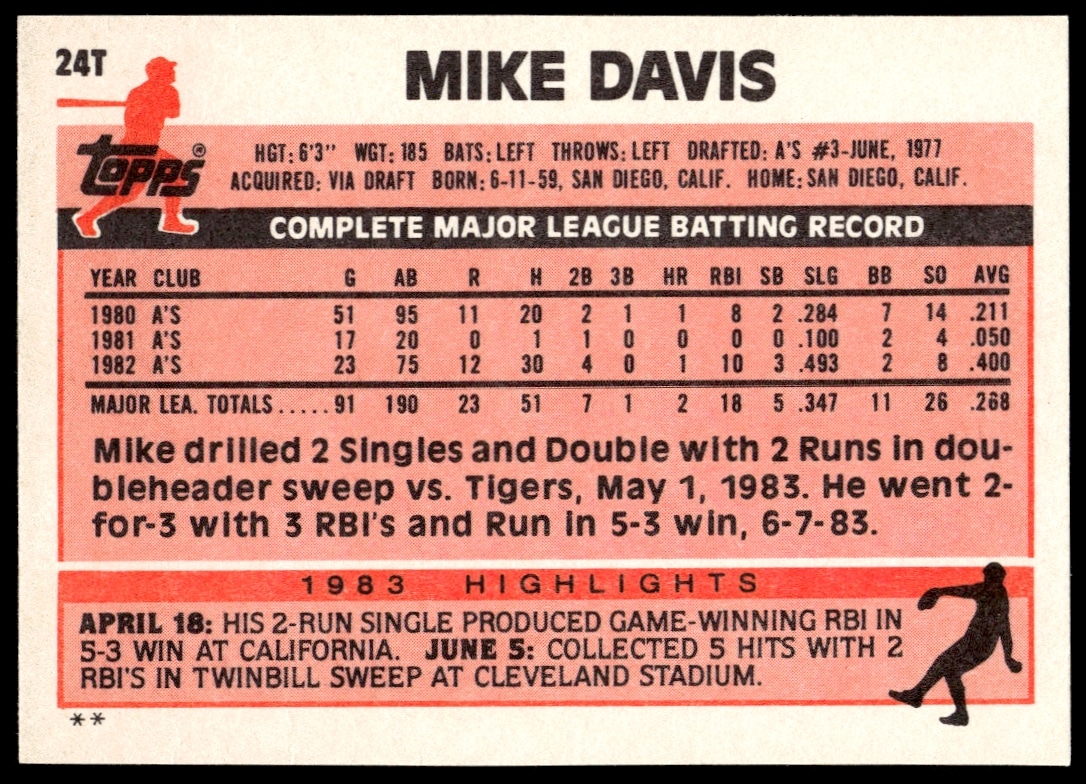 24T
MIKE DAVIS
TOPPS®
HGT: 6'3" WGT: 185 BATS: LEFT THROWS: LEFT DRAFTED: A'S #3-JUNE, 1977
ACQUIRED: VIA DRAFT BORN: 6-11-59, SAN DIEGO, CALIF. HOME: SAN DIEGO, CALIF.
COMPLETE MAJOR LEAGUE BATTING RECORD
YEAR CLUB G AB R H 2B 3B HR RBI SB SLG BB SO AVG
1980 A'S 51 95 11 20 2 1 1 8 2 .284 7 14 .211
1981 A'S 17 20 0 1 1 0 0 0 0 .100 2 4 .050
1982 A'S 23 75 12 30 4 0 1 10 3 .493 2 8 .400
MAJOR LEA. TOTALS.....91 190 23 51 7 1 2 18 5 .347 11 26 .268
Mike drilled 2 Singles and Double with 2 Runs in dou-
bleheader sweep vs. Tigers, May 1, 1983. He went 2-
for-3 with 3 RBI's and Run in 5-3 win, 6-7-83.
1983 HIGHLIGHTS
APRIL 18: HIS 2-RUN SINGLE PRODUCED GAME-WINNING RBI IN
5-3 WIN AT CALIFORNIA. JUNE 5: COLLECTED 5 HITS WITH 2
RBI'S IN TWINBILL SWEEP AT CLEVELAND STADIUM.
**